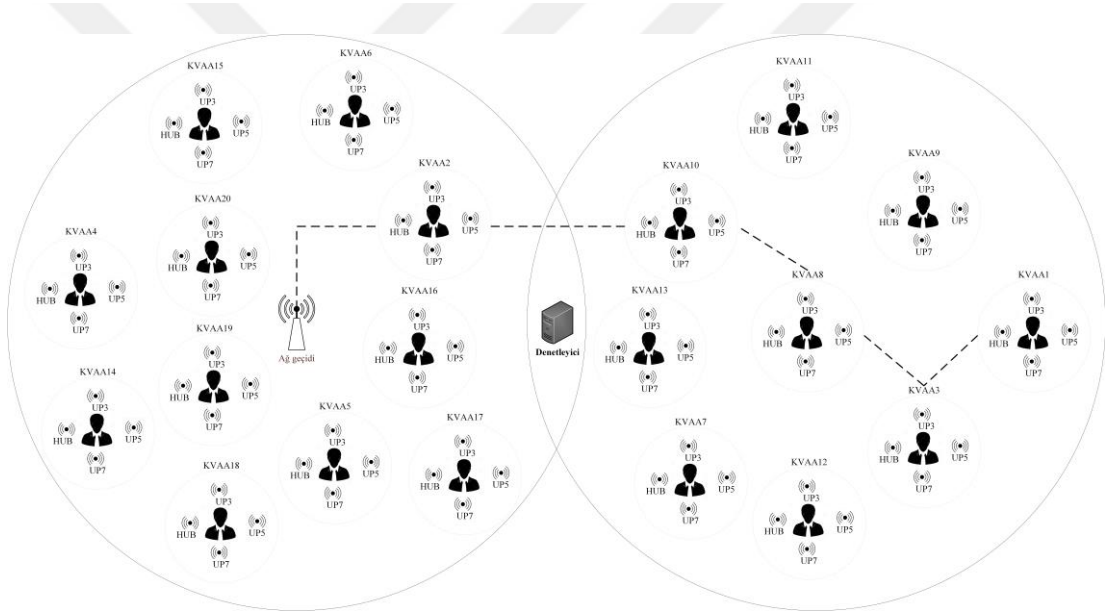 KVAA15
UP3
HUB
UP5
UP7
KVAA6
UP3
HUB
UP5
UP7
KVAA2
UP3
HUB
UP5
UP7
KVAA20
UP3
HUB
UP5
UP7
KVAA4
UP3
HUB
UP5
UP7
KVAA16
UP3
HUB
UP5
UP7
KVAA19
UP3
HUB
UP5
UP7
Ağ geçidi
KVAA14
UP3
HUB
UP5
UP7
KVAA5
UP3
HUB
UP5
UP7
KVAA17
UP3
HUB
UP5
UP7
KVAA18
UP3
HUB
UP5
UP7
Denetleyici
KVAA11
UP3
HUB
UP5
UP7
KVAA10
UP3
HUB
UP5
UP7
KVAA9
UP3
HUB
UP5
UP7
KVAA8
UP3
HUB
UP5
UP7
KVAA1
UP3
HUB
UP5
UP7
KVAA13
UP3
HUB
UP5
UP7
KVAA3
UP3
HUB
UP5
UP7
KVAA7
UP3
HUB
UP5
UP7
KVAA12
UP3
HUB
UP5
UP7